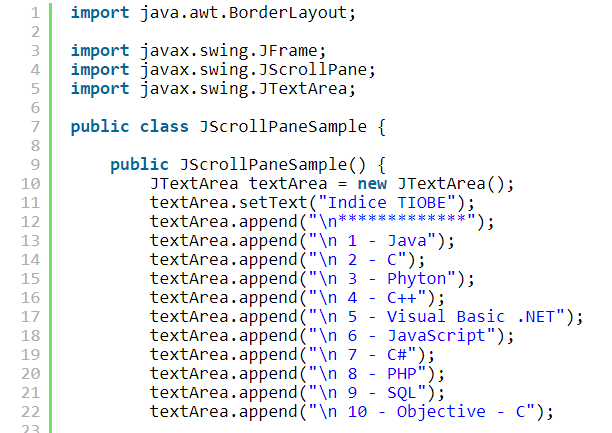 1 import java.awt.BorderLayout;
2
3 import javax.swing.JFrame;
4 import javax.swing.JScrollPane;
5 import javax.swing.JTextArea;
6
7 public class JScrollPaneSample {
8
9     public JScrollPaneSample() {
10         JTextArea textArea = new JTextArea();
11         textArea.setText("Indice TIOBE");
12         textArea.append("\n*************");
13         textArea.append("\n 1 - Java");
14         textArea.append("\n 2 - C");
15         textArea.append("\n 3 - Phyton");
16         textArea.append("\n 4 - C++");
17         textArea.append("\n 5 - Visual Basic .NET");
18         textArea.append("\n 6 - JavaScript");
19         textArea.append("\n 7 - C#");
20         textArea.append("\n 8 - PHP");
21         textArea.append("\n 9 - SQL");
22         textArea.append("\n 10 - Objective - C");
23